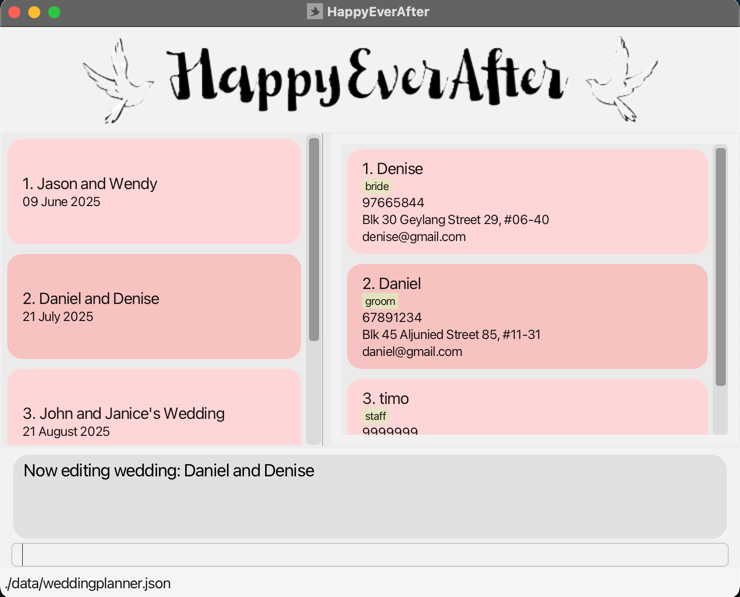 HappyEverAfter
HappyEverAfter
1. Jason and Wendy
09 June 2025
2. Daniel and Denise
21 July 2025
3. John and Janice's Wedding
21 August 2025
1. Denise
bride
97665844
Blk 30 Geylang Street 29, #06-40
denise@gmail.com
2. Daniel
groom
67891234
Blk 45 Aljunied Street 85, #11-31
daniel@gmail.com
3. timo
staff
9999999
Now editing wedding: Daniel and Denise
./data/weddingplanner.json